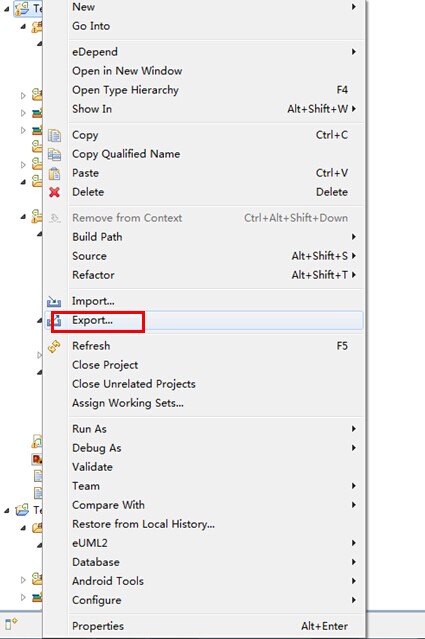 Te
New
Go Into
eDepend
Open in New Window
Open Type Hierarchy F4
Show In Alt+Shift+W
Copy Ctrl+C
Copy Qualified Name
Paste Ctrl+V
Delete Delete
Remove from Context Ctrl+Alt+Shift+Down
Build Path
Source Alt+Shift+S
Refactor Alt+Shift+T
Import...
Export...
Refresh F5
Close Project
Close Unrelated Projects
Assign Working Sets...
Run As
Debug As
Validate
Team
Compare With
Te
Restore from Local History...
eUML2
Database
Android Tools
Configure
Properties Alt+Enter